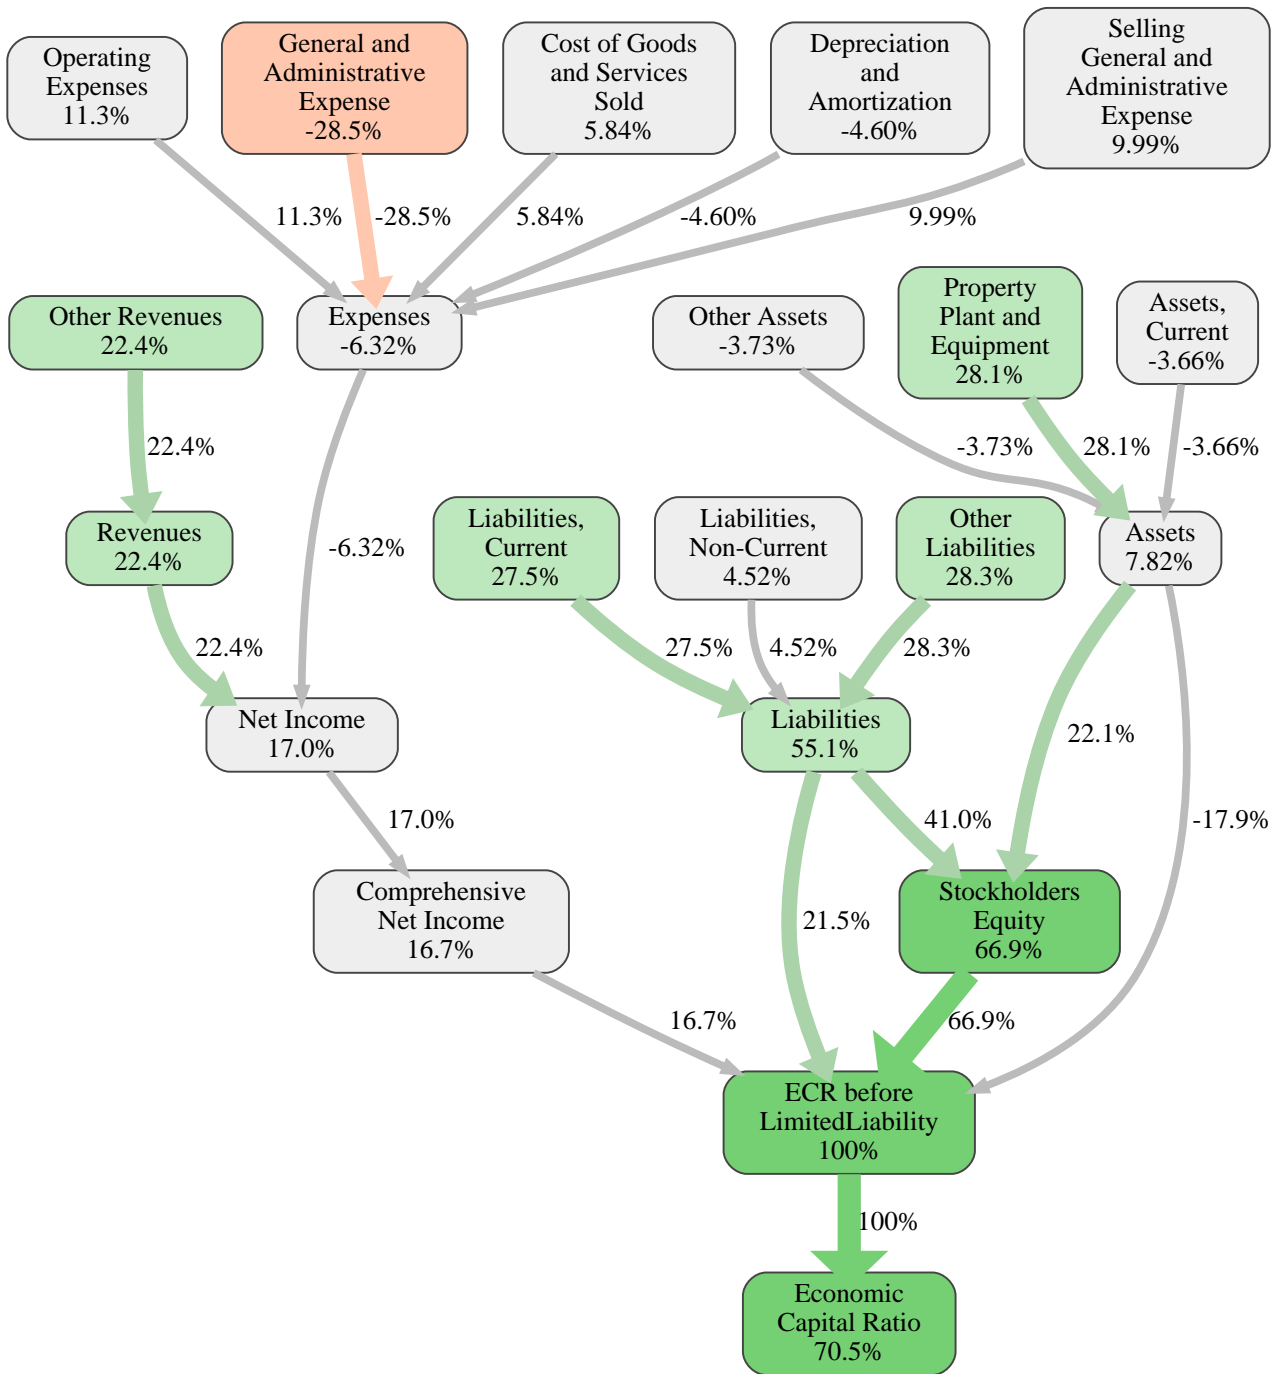 Operating
Expenses
11.3%
General and
Administrative
Expense
-28.5%
Cost of Goods
and Services
Sold
5.84%
Depreciation
and
Amortization
-4.60%
Selling
General and
Administrative
Expense
9.99%
11.3%
-28.5%
5.84%
-4.60%
9.99%
Other Revenues
22.4%
Expenses
-6.32%
Other Assets
-3.73%
Property
Plant and
Equipment
28.1%
Assets,
Current
-3.66%
22.4%
-3.73%
28.1%
-3.66%
Revenues
22.4%
-6.32%
Liabilities,
Current
27.5%
Liabilities,
Non-Current
4.52%
Other
Liabilities
28.3%
Assets
7.82%
22.4%
27.5%
4.52%
28.3%
Net Income
17.0%
Liabilities
55.1%
22.1%
17.0%
41.0%
-17.9%
Comprehensive
Net Income
16.7%
21.5%
Stockholders
Equity
66.9%
16.7%
66.9%
ECR before
LimitedLiability
100%
100%
Economic
Capital Ratio
70.5%